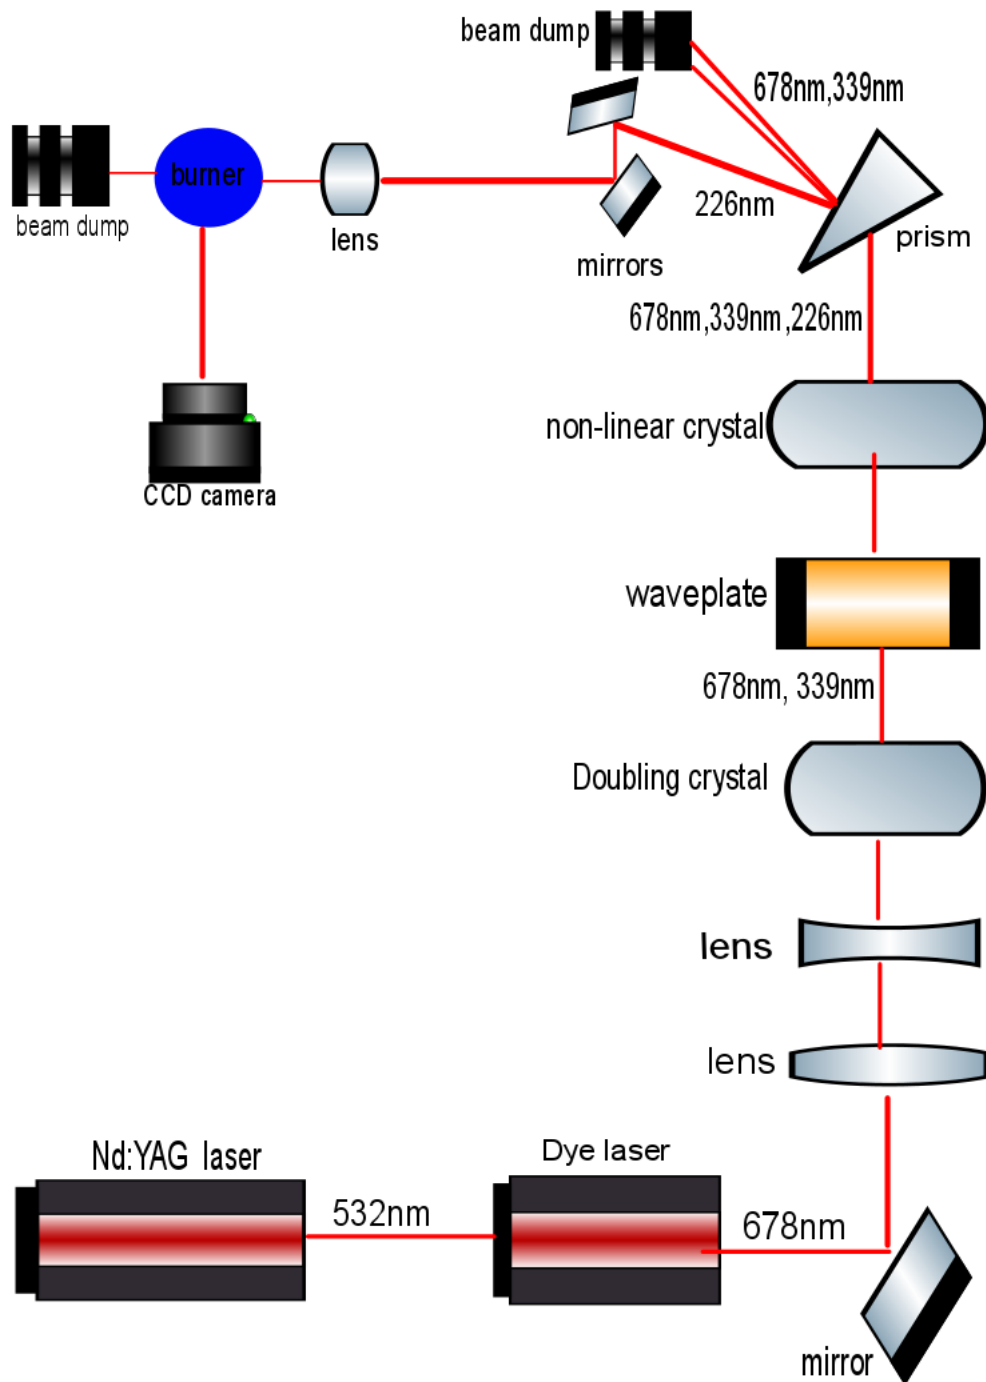 beam dump
678nm,339nm
burner
beam dump
lens
226nm
prism
mirrors
678nm,339nm,226nm
non-linear crystal
CCD camera
waveplate
678nm, 339nm
Doubling crystal
lens
lens
Nd:YAG laser
Dye laser
532nm
678nm
mirror